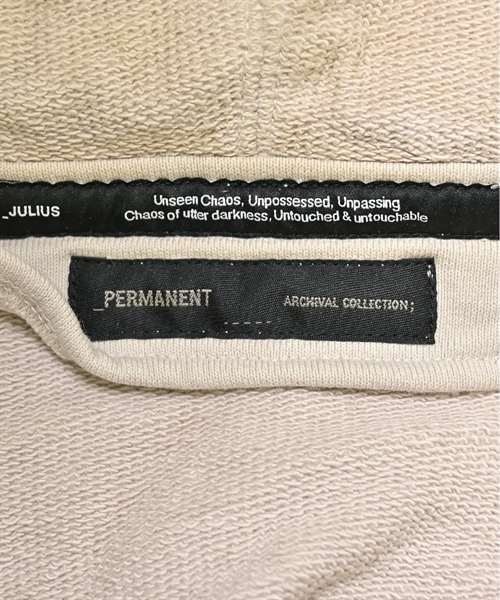 _JULIUS
Unseen Chaos, Unpossessed, Unpassing
Chaos of utter darkness, Untouched & untouchable
_PERMANENT
ARCHIVAL COLLECTION;